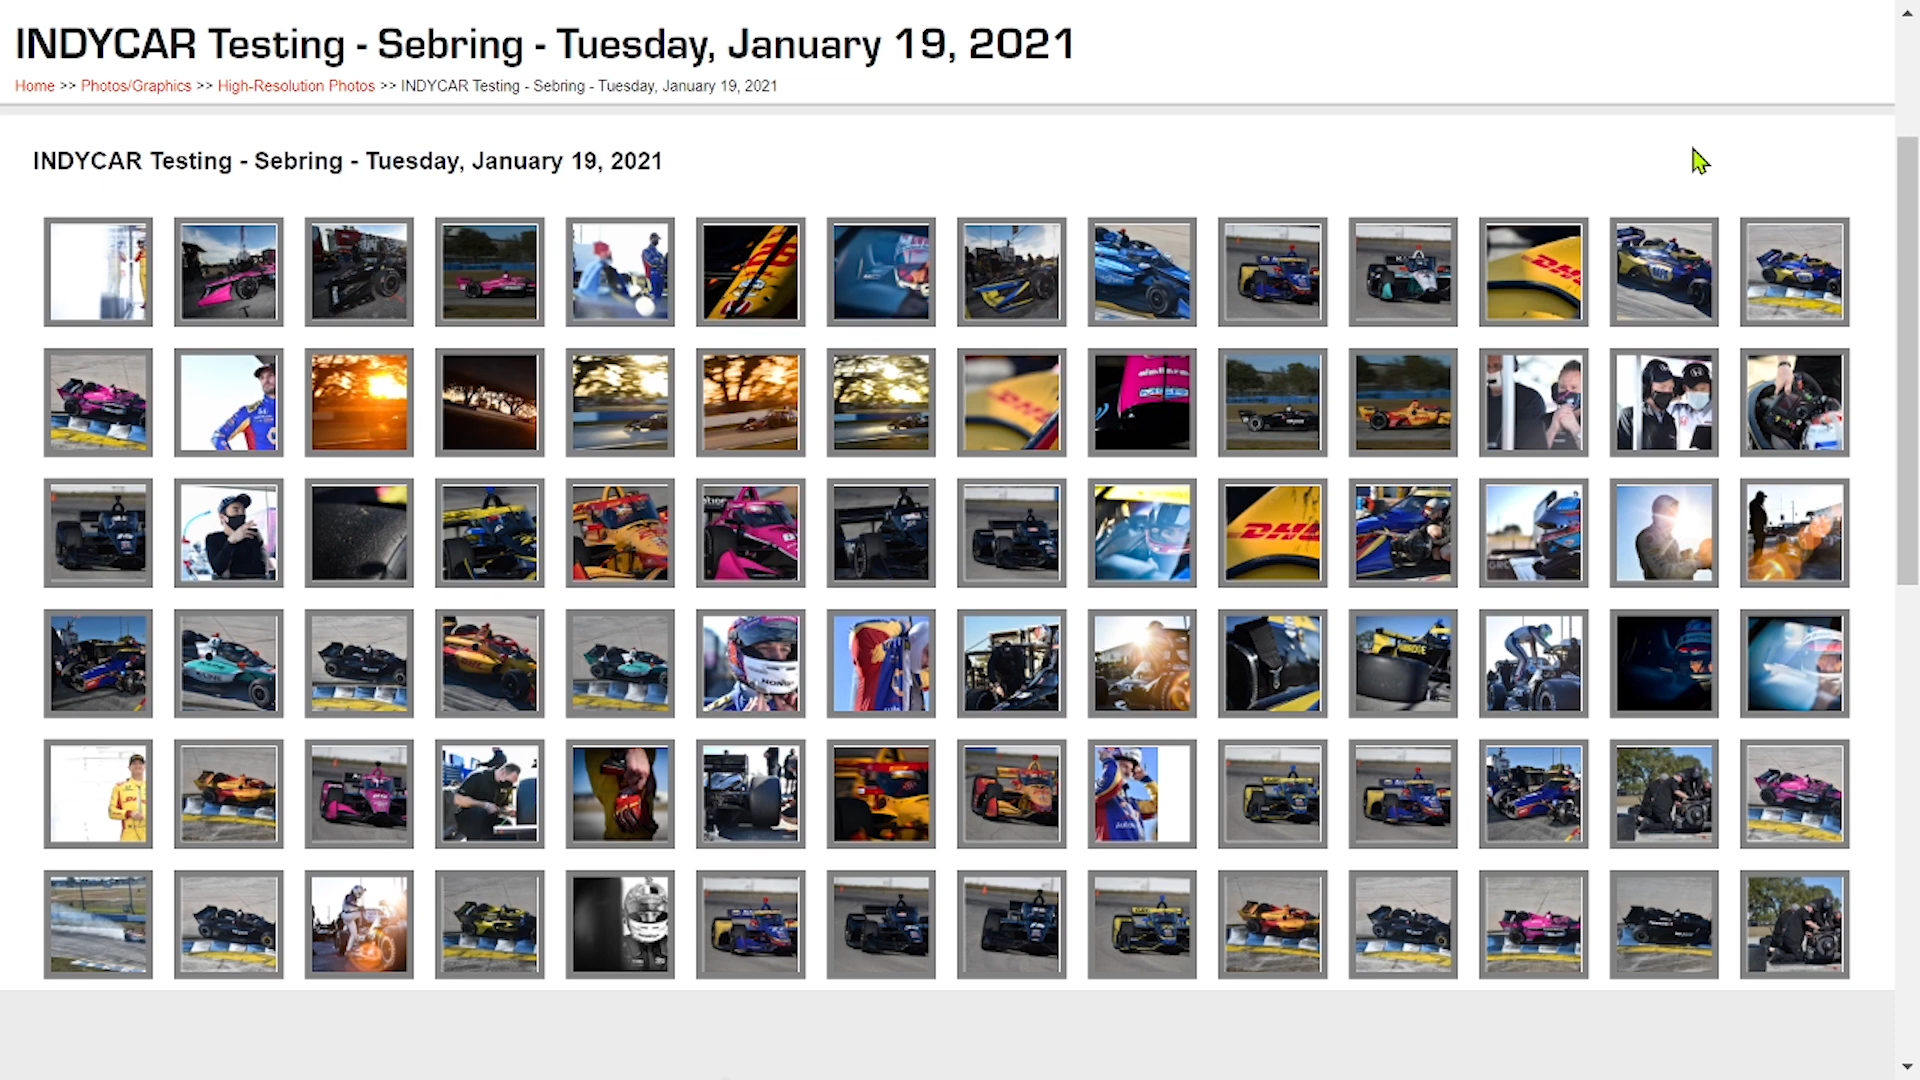 INDYCAR Testing - Sebring - Tuesday, January 19, 2021
Home >> Photos/Graphics >> High-Resolution Photos >> INDYCAR Testing - Sebring - Tuesday, January 19, 2021
INDYCAR Testing - Sebring - Tuesday, January 19, 2021
DHL